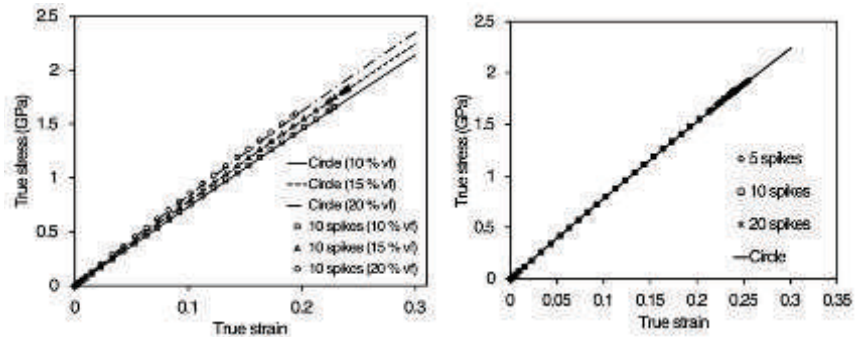 2.5
2
1.5
1
0.5
0
True stress (GPa)
0
0.1
0.2
0.3
True strain
Circle (10 % vf)
Circle (15 % vf)
Circle (20 % vf)
10 spikes (10 % vf)
10 spikes (15 % vf)
10 spikes (20 % vf)
2.5
2
1.5
1
0.5
0
True stress (GPa)
0
0.05
0.1
0.15
0.2
0.25
0.3
0.35
True strain
5 spikes
10 spikes
20 spikes
Circle